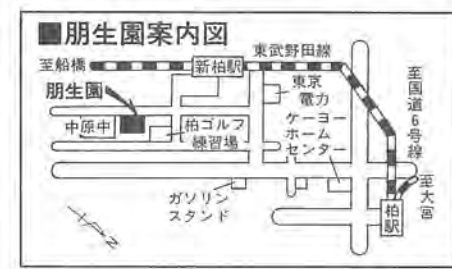 ■朋生園案内図
東武野田線
至船橋
新柏駅
朋生園
東京
電力
至国道6号線
中原中
柏ゴルフ
練習場
ケーヨー
ホーム
センター
至大宮
ガソリン
スタンド
柏駅
N